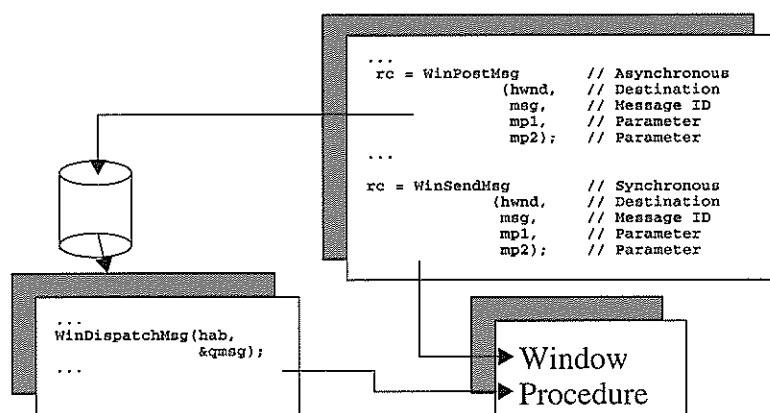 ...
rc = WinPostMsg // Asynchronous
(hwnd, // Destination
msg, // Message ID
mp1, // Parameter
mp2); // Parameter
...
rc = WinSendMsg // Synchronous
(hwnd, // Destination
msg, // Message ID
mp1, // Parameter
mp2); // Parameter
...
WinDispatchMsg(hab,
&qmsg);
...
Window
Procedure